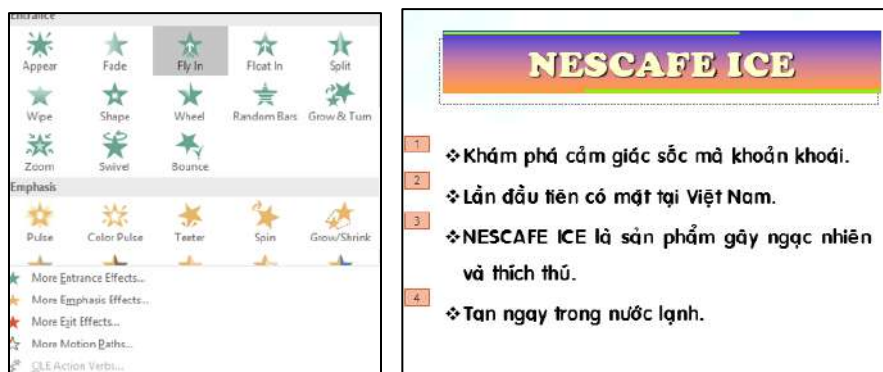 Entrance
Appear Fade Fly In Float In Split
Wipe Shape Wheel Random Bars Grow & Turn
Zoom Swivel Bounce
Emphasis
Pulse Color Pulse Teeter Spin Grow/Shrink
More Entrance Effects...
More Emphasis Effects...
More Exit Effects...
More Motion Paths...
OLE Action Verbs...
NESCAFE ICE
1
❖Khám phá cảm giác sốc mà khoản khoái.
2
❖Lần đầu tiên có mặt tại Việt Nam.
3
❖NESCAFE ICE là sản phẩm gây ngạc nhiên
và thích thú.
4
❖Tan ngay trong nước lạnh.